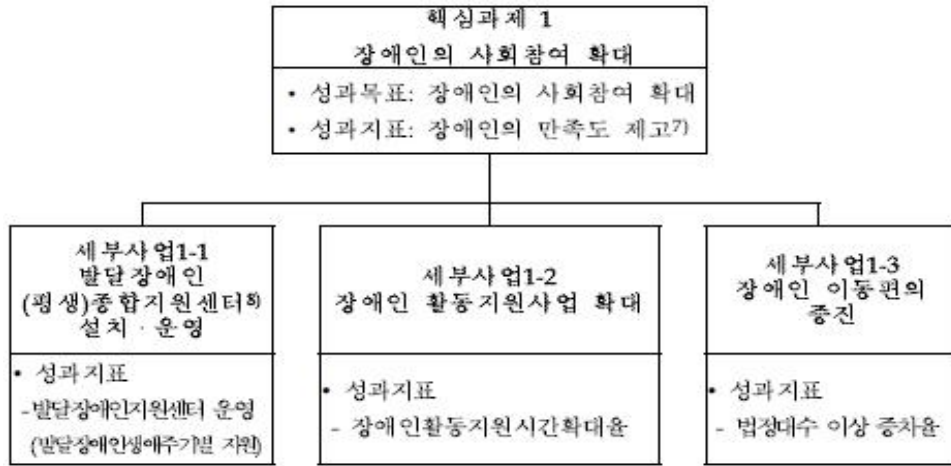 핵심과제 1
장애인의 사회참여 확대
• 성과목표: 장애인의 사회참여 확대
• 성과지표: 장애인의 만족도 제고7)
세부사업1-1
발달장애인
(평생)종합지원센터8)
설치·운영
• 성과지표
-발달장애인지원센터 운영
(발달장애인생애주기별 지원)
세부사업1-2
장애인 활동지원사업 확대
• 성과지표
- 장애인활동지원시간확대율
세부사업1-3
장애인 이동편의
증진
• 성과지표
- 법정대수 이상 증차율